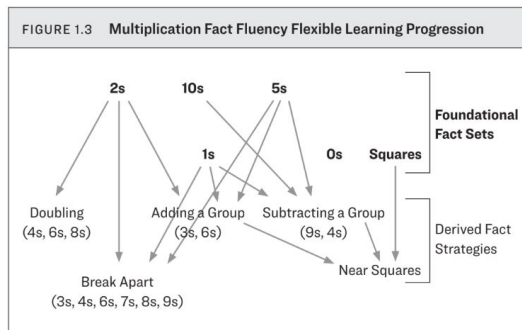 FIGURE 1.3 Multiplication Fact Fluency Flexible Learning Progression
2s 10s 5s
Foundational
Fact Sets
1s 0s Squares
Doubling
(4s, 6s, 8s)
Adding a Group
(3s, 6s)
Subtracting a Group
(9s, 4s)
Derived Fact
Strategies
Near Squares
Break Apart
(3s, 4s, 6s, 7s, 8s, 9s)